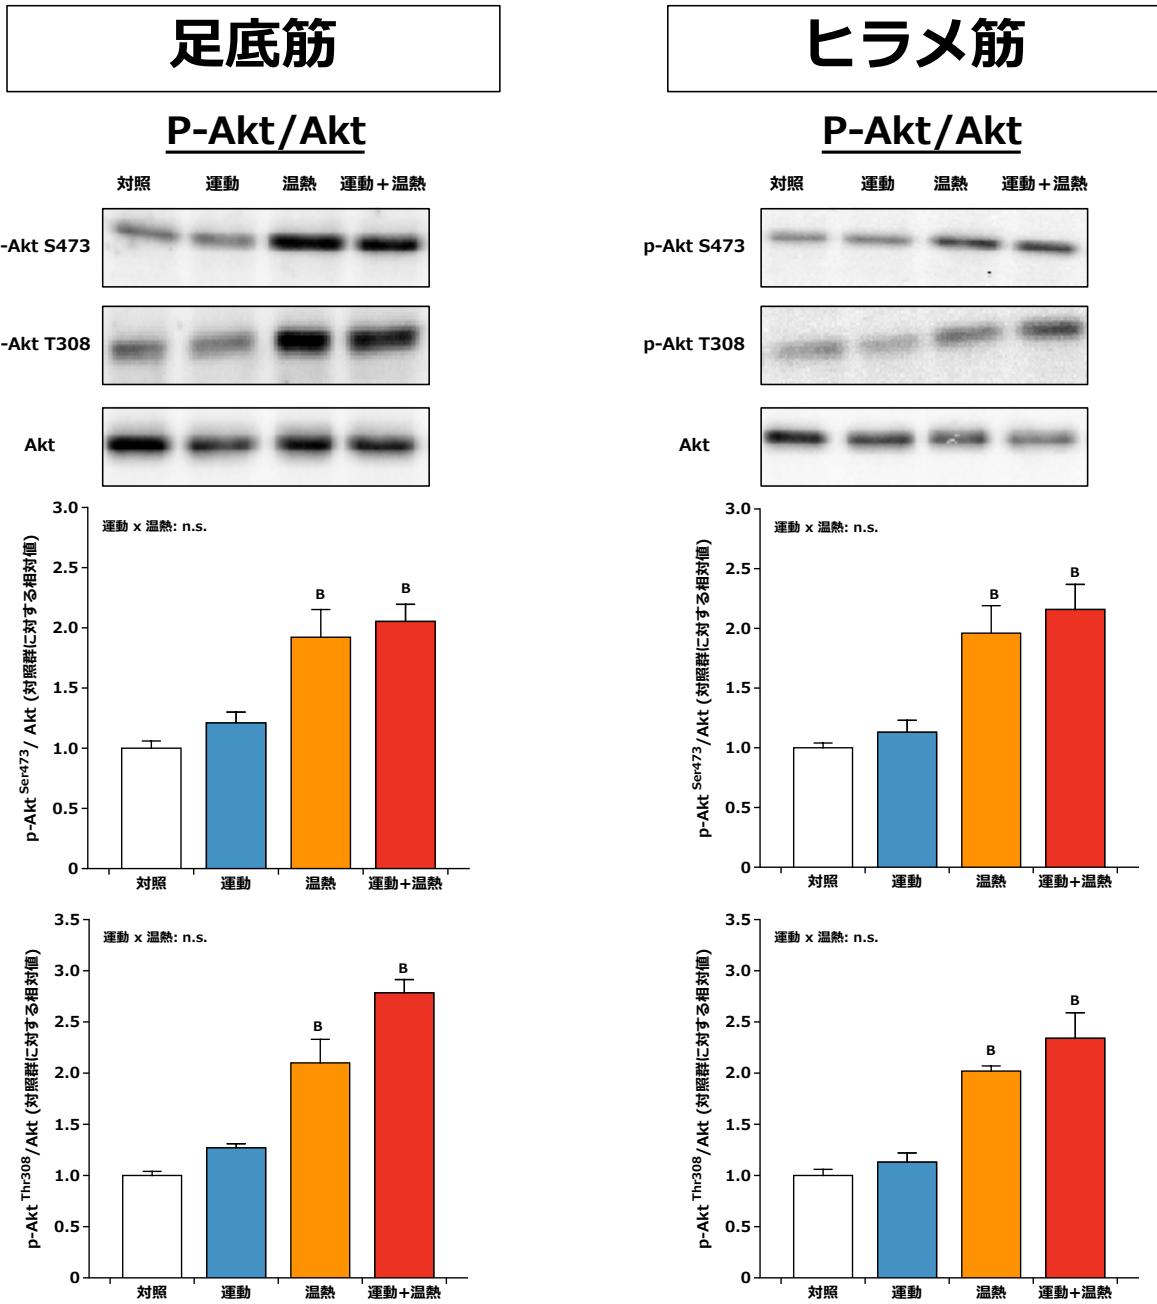 足底筋
P-Akt/Akt
対照 運動 温熱 運動+温熱
-Akt S473
-Akt T308
Akt
3.0
2.5
2.0
1.5
1.0
0.5
0
運動 x 温熱: n.s.
B
B
p-Akt Ser473/ Akt (対照群に対する相対値)
対照 運動 温熱 運動+温熱
3.5
3.0
2.5
2.0
1.5
1.0
0.5
0
運動 x 温熱: n.s.
B
B
p-Akt Thr308/Akt (対照群に対する相対値)
対照 運動 温熱 運動+温熱
ヒラメ筋
P-Akt/Akt
対照 運動 温熱 運動+温熱
p-Akt S473
p-Akt T308
Akt
3.0
2.5
2.0
1.5
1.0
0.5
0
運動 x 温熱: n.s.
B
B
p-Akt Ser473/Akt (対照群に対する相対値)
対照 運動 温熱 運動+温熱
3.5
3.0
2.5
2.0
1.5
1.0
0.5
0
運動 x 温熱: n.s.
B
B
p-Akt Thr308/Akt (対照群に対する相対値)
対照 運動 温熱 運動+温熱